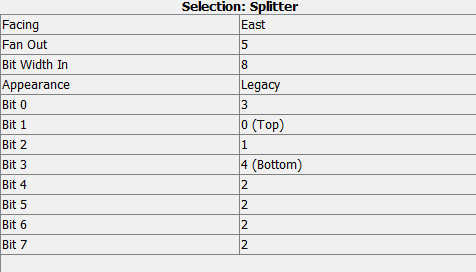 Selection: Splitter
Facing East
Fan Out 5
Bit Width In 8
Appearance Legacy
Bit 0 3
Bit 1 0 (Top)
Bit 2 1
Bit 3 4 (Bottom)
Bit 4 2
Bit 5 2
Bit 6 2
Bit 7 2